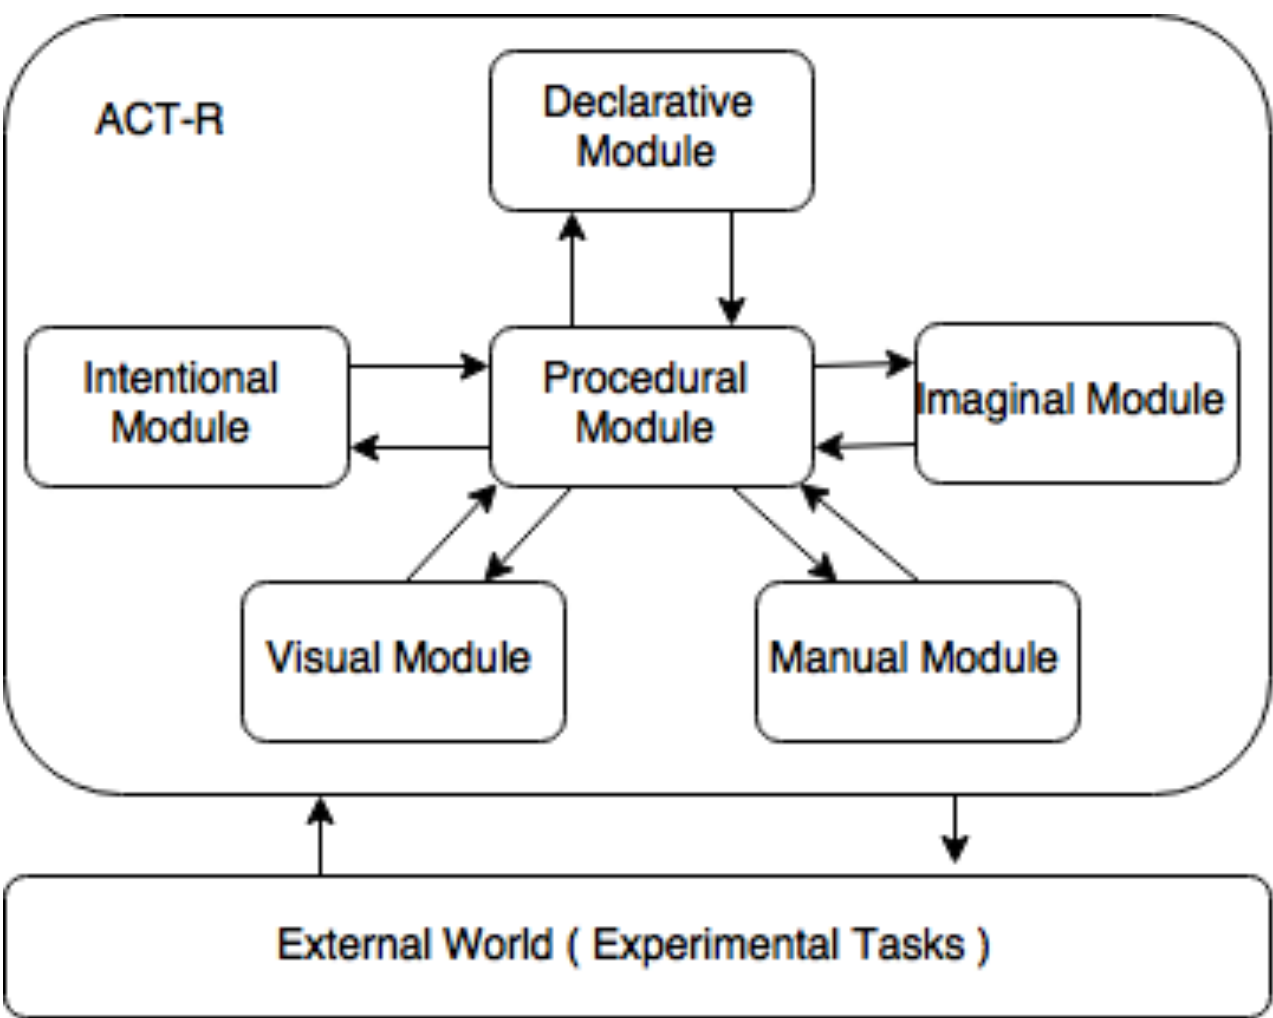 ACT-R
Declarative
Module
Intentional
Module
Procedural
Module
Imaginal Module
Visual Module
Manual Module
External World ( Experimental Tasks )